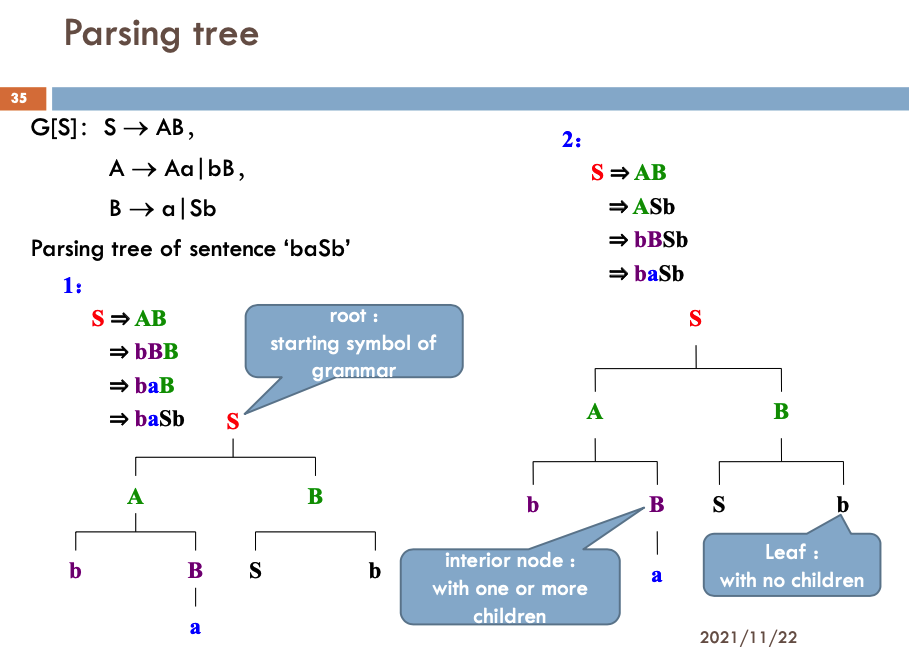 Parsing tree
35
G[S]: S → AB,
A → Aa|bB,
B → a|Sb
Parsing tree of sentence ‘baSb’
1:
S ⇒ AB
⇒ bBB
⇒ baB
⇒ baSb
root :
starting symbol of
grammar
S
A B
b B S b
a
2:
S ⇒ AB
⇒ ASb
⇒ bBSb
⇒ baSb
S
A B
b B S b
a
interior node :
with one or more
children
Leaf :
with no children
2021/11/22